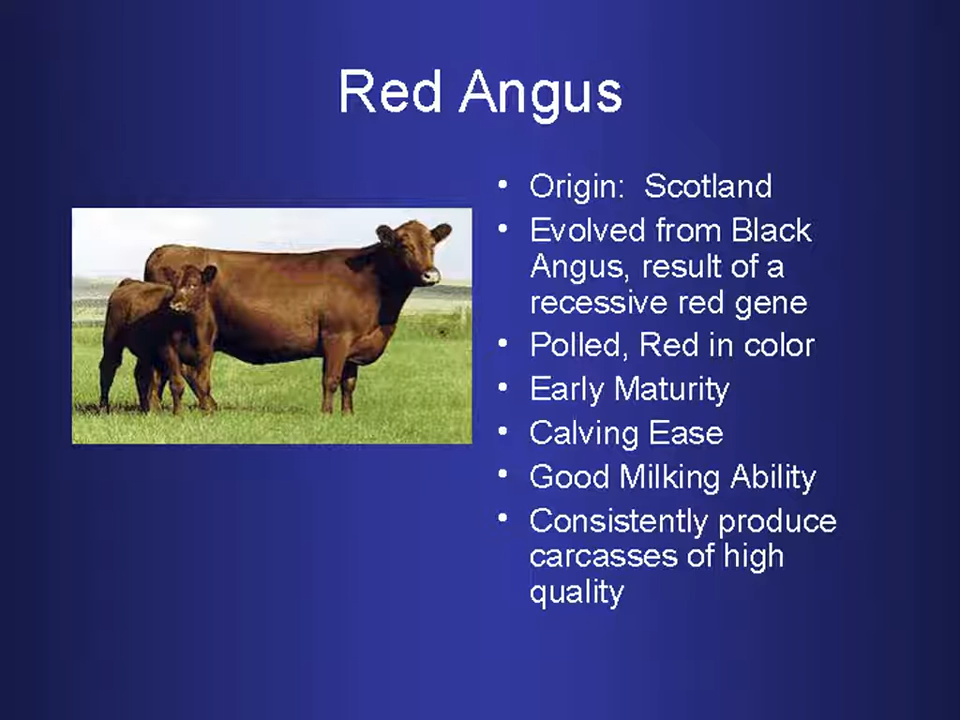 Red Angus
• Origin:  Scotland
• Evolved from Black
Angus, result of a
recessive red gene
• Polled, Red in color
• Early Maturity
• Calving Ease
• Good Milking Ability
• Consistently produce
carcasses of high
quality